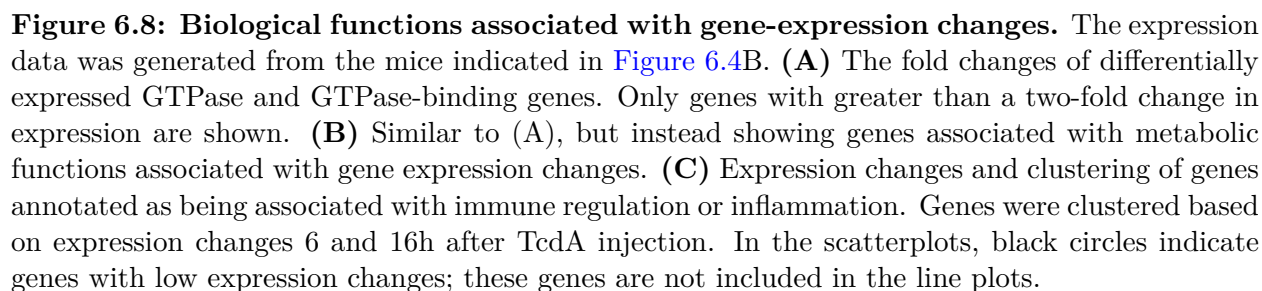 Figure 6.8: Biological functions associated with gene-expression changes. The expression
data was generated from the mice indicated in Figure 6.4B. (A) The fold changes of differentially
expressed GTPase and GTPase-binding genes. Only genes with greater than a two-fold change in
expression are shown. (B) Similar to (A), but instead showing genes associated with metabolic
functions associated with gene expression changes. (C) Expression changes and clustering of genes
annotated as being associated with immune regulation or inflammation. Genes were clustered based
on expression changes 6 and 16h after TcdA injection. In the scatterplots, black circles indicate
genes with low expression changes; these genes are not included in the line plots.